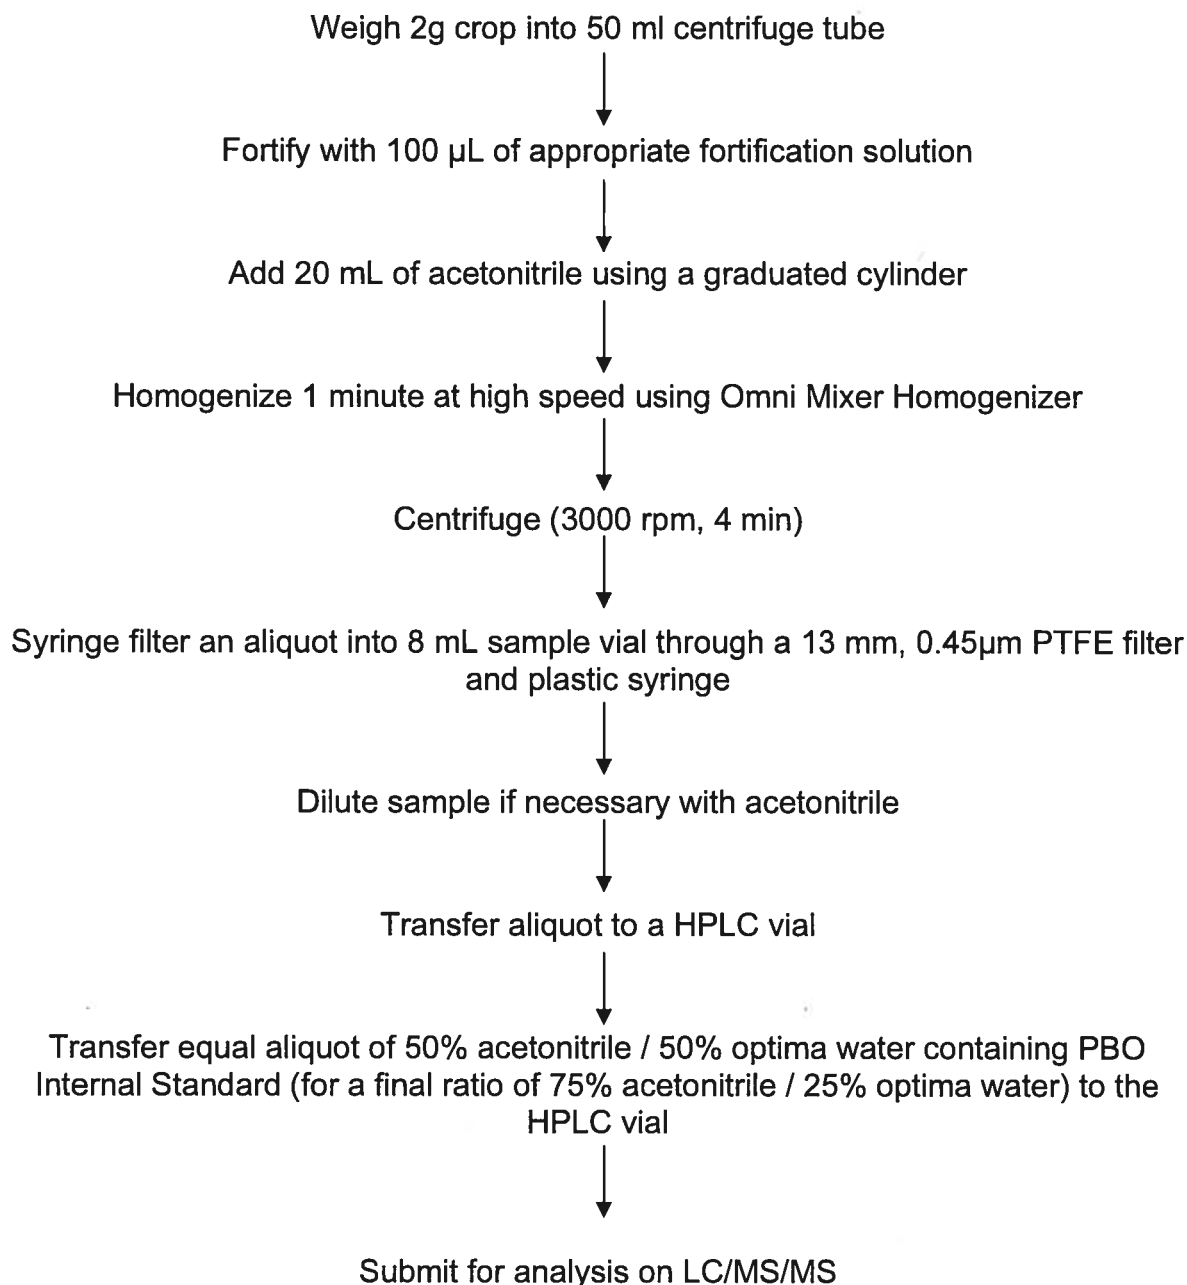 Weigh 2g crop into 50 ml centrifuge tube
Fortify with 100 µL of appropriate fortification solution
Add 20 mL of acetonitrile using a graduated cylinder
Homogenize 1 minute at high speed using Omni Mixer Homogenizer
Centrifuge (3000 rpm, 4 min)
Syringe filter an aliquot into 8 mL sample vial through a 13 mm, 0.45µm PTFE filter
and plastic syringe
Dilute sample if necessary with acetonitrile
Transfer aliquot to a HPLC vial
Transfer equal aliquot of 50% acetonitrile / 50% optima water containing PBO
Internal Standard (for a final ratio of 75% acetonitrile / 25% optima water) to the
HPLC vial
Submit for analysis on LC/MS/MS